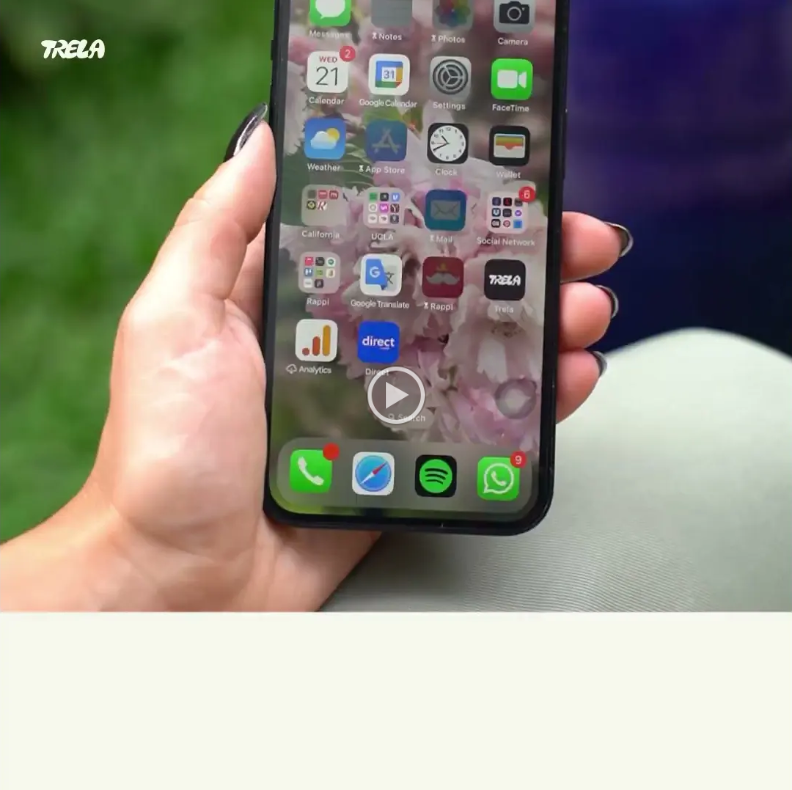 Messages
Notes
Photos
Camera
TRELA
2
WED
21
31
Calendar
Google Calendar
Settings
FaceTime
Weather
App Store
Clock
Wallet
6
California
UCLA
Mail
Social Network
G
TRELA
Rappi
Google Translate
Rappi
Trela
direct
Analytics
Direct
Search
9